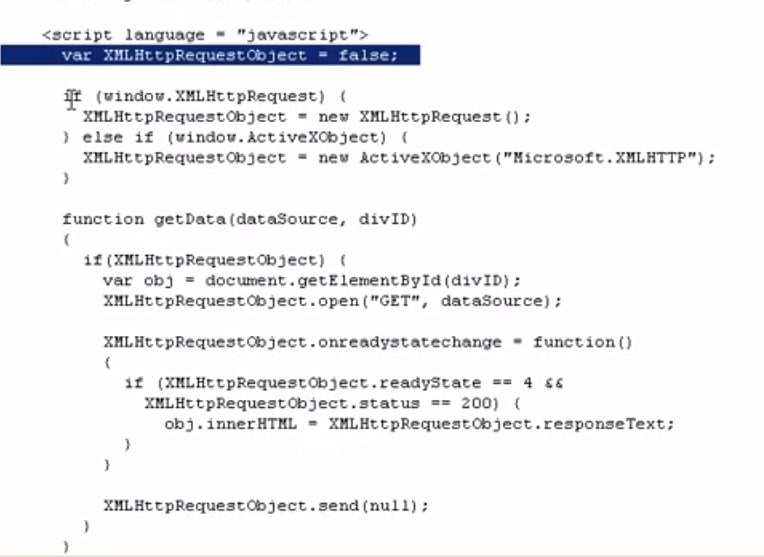 <script language = "javascript">
var XMLHttpRequestObject = false;
if (window.XMLHttpRequest) {
XMLHttpRequestObject = new XMLHttpRequest();
} else if (window.ActiveXObject) {
XMLHttpRequestObject = new ActiveXObject("Microsoft.XMLHTTP");
}
function getData(dataSource, divID)
{
if(XMLHttpRequestObject) {
var obj = document.getElementById(divID);
XMLHttpRequestObject.open("GET", dataSource);
XMLHttpRequestObject.onreadystatechange = function()
{
if (XMLHttpRequestObject.readyState == 4 &&
XMLHttpRequestObject.status == 200) {
obj.innerHTML = XMLHttpRequestObject.responseText;
}
}
XMLHttpRequestObject.send(null);
}
}